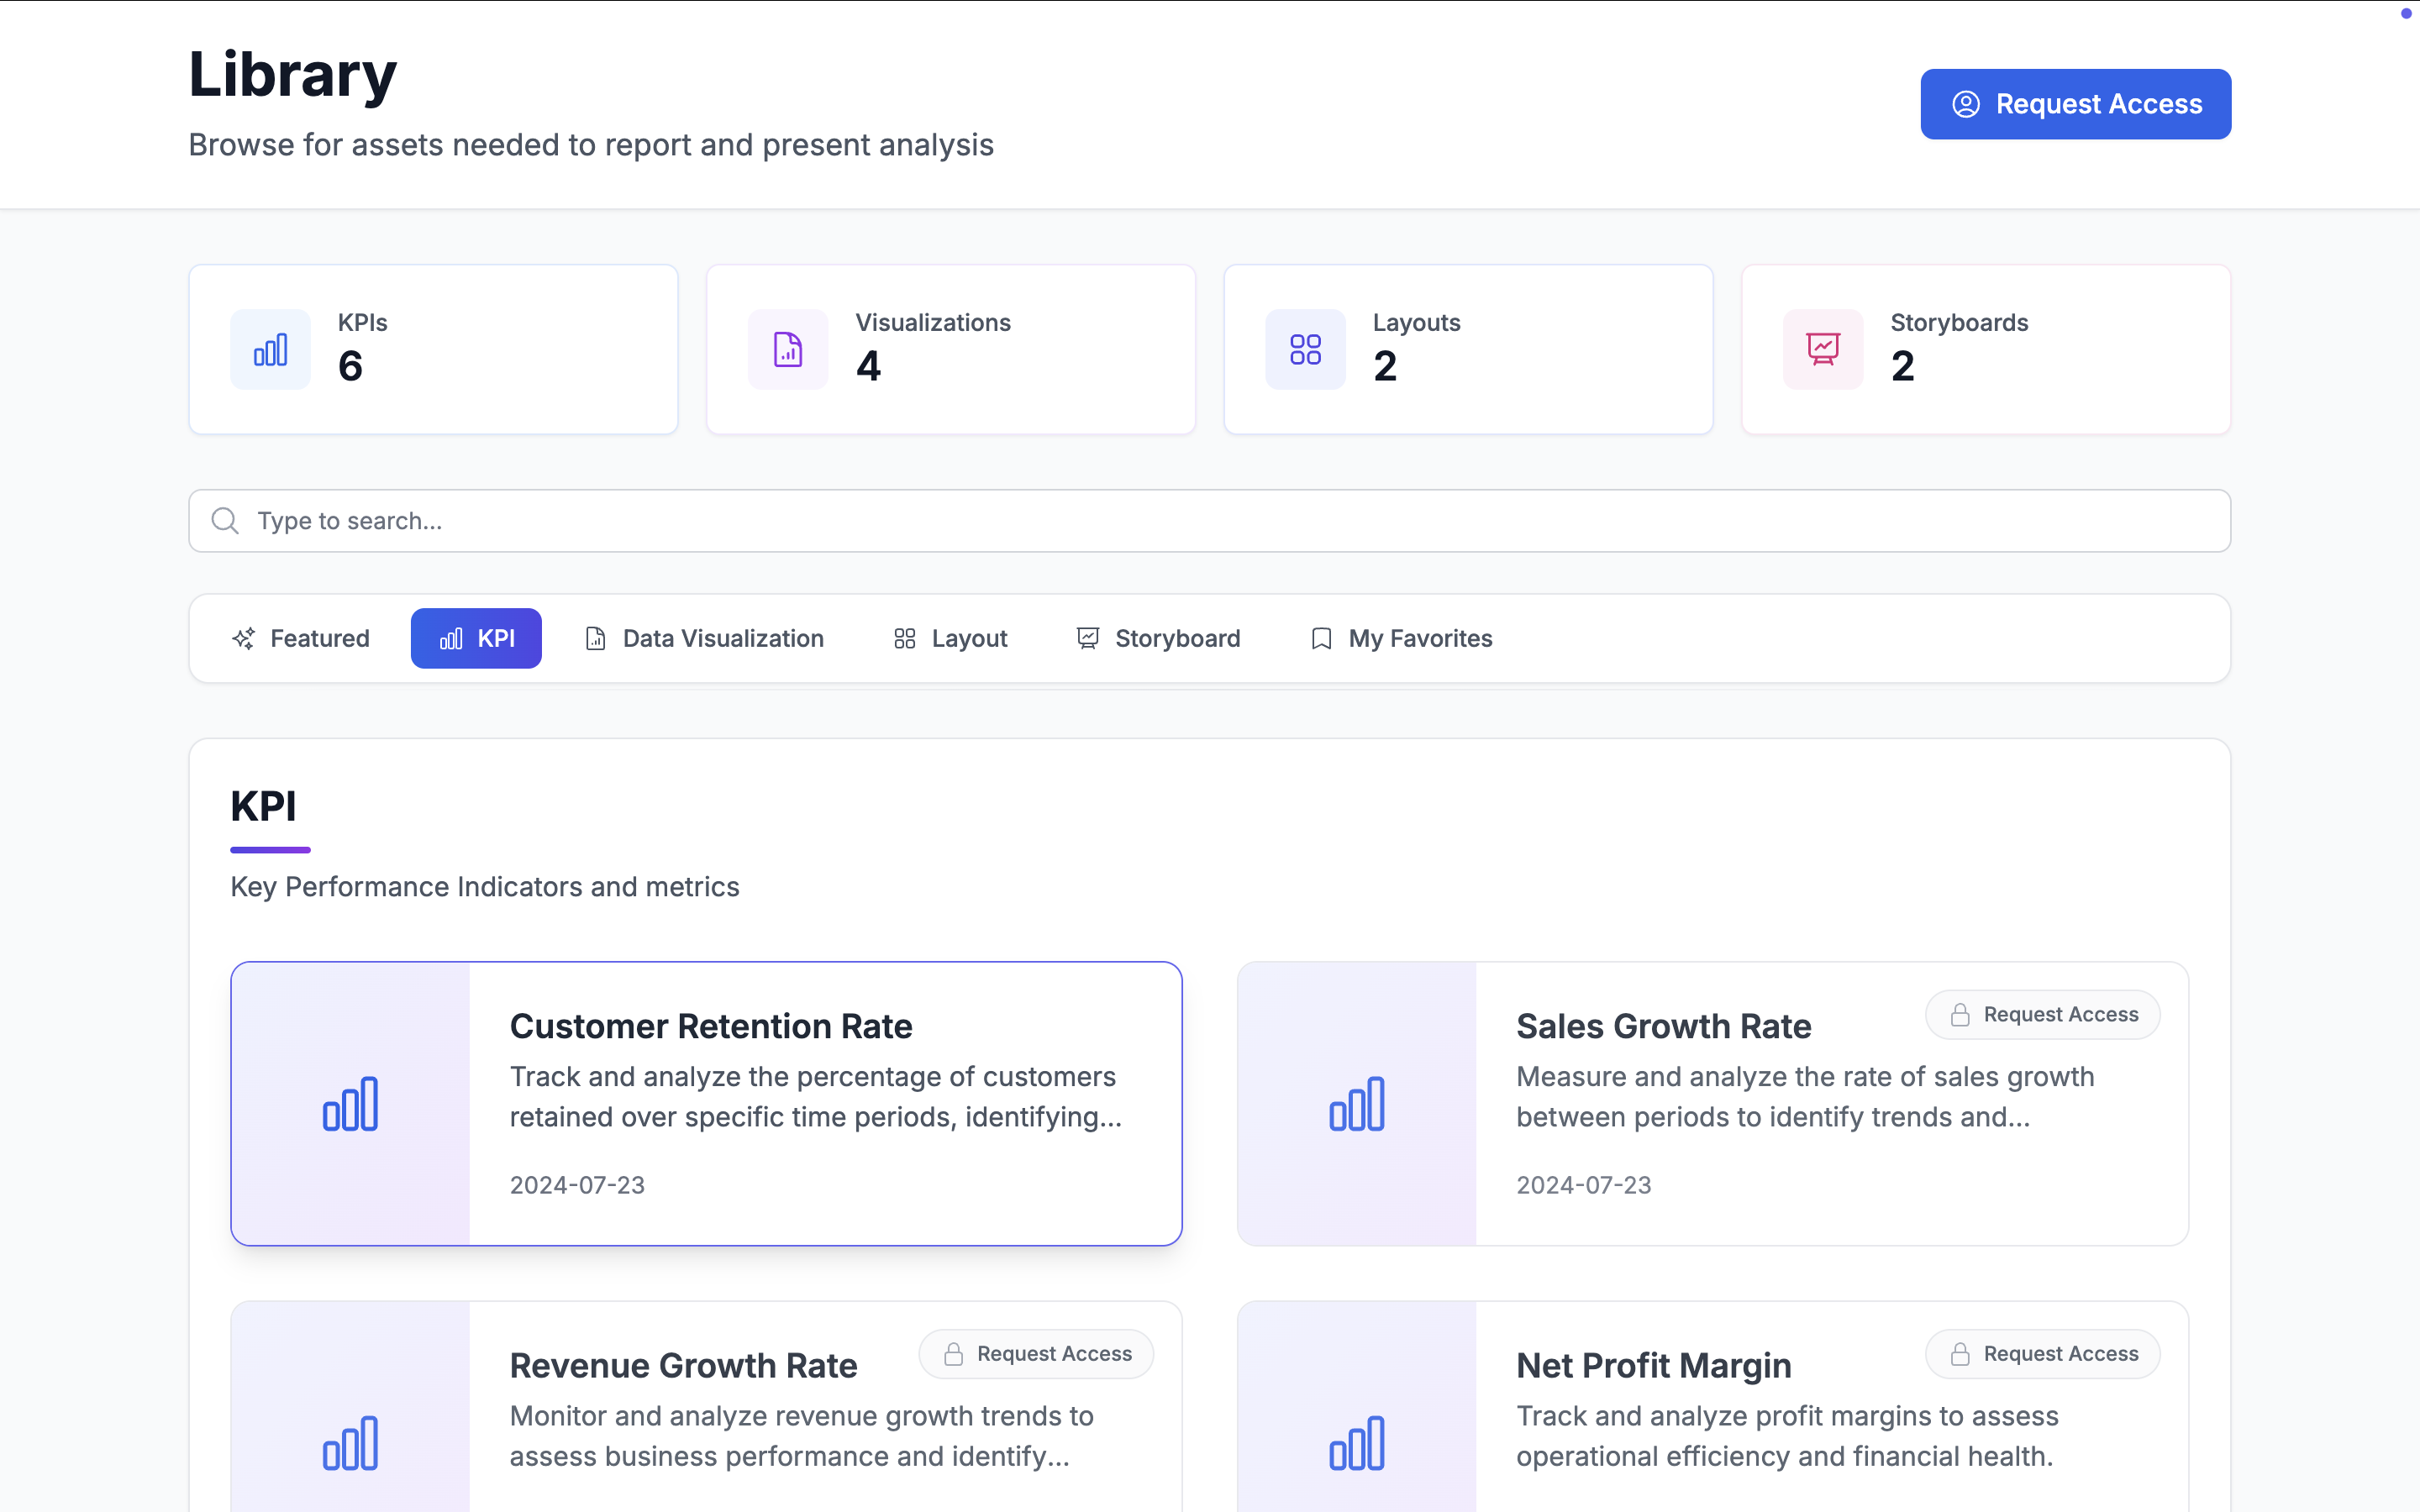 Library
Browse for assets needed to report and present analysis
Request Access
KPIs
6
Visualizations
4
Layouts
2
Storyboards
2
Type to search...
Featured
KPI
Data Visualization
Layout
Storyboard
My Favorites
KPI
Key Performance Indicators and metrics
Customer Retention Rate
Track and analyze the percentage of customers
retained over specific time periods, identifying...
2024-07-23
Sales Growth Rate
Request Access
Measure and analyze the rate of sales growth
between periods to identify trends and...
2024-07-23
Revenue Growth Rate
Request Access
Monitor and analyze revenue growth trends to
assess business performance and identify...
Net Profit Margin
Request Access
Track and analyze profit margins to assess
operational efficiency and financial health.